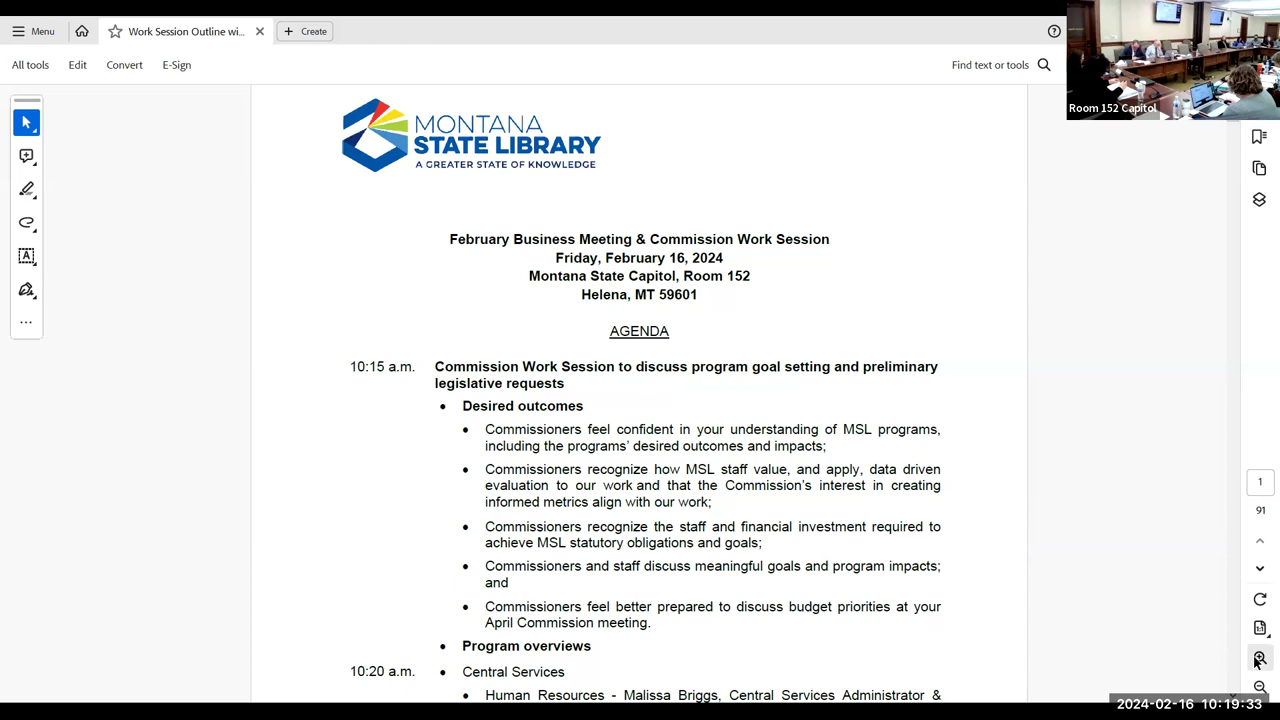 Menu
Work Session Outline wi...
Create
All tools
Edit
Convert
E-Sign
Find text or tools
Room 152 Capitol
MONTANA
STATE LIBRARY
A GREATER STATE OF KNOWLEDGE
February Business Meeting & Commission Work Session
Friday, February 16, 2024
Montana State Capitol, Room 152
Helena, MT 59601
AGENDA
10:15 a.m. Commission Work Session to discuss program goal setting and preliminary
legislative requests
• Desired outcomes
• Commissioners feel confident in your understanding of MSL programs,
including the programs' desired outcomes and impacts;
• Commissioners recognize how MSL staff value, and apply, data driven
evaluation to our work and that the Commission's interest in creating
informed metrics align with our work;
• Commissioners recognize the staff and financial investment required to
achieve MSL statutory obligations and goals;
• Commissioners and staff discuss meaningful goals and program impacts;
and
• Commissioners feel better prepared to discuss budget priorities at your
April Commission meeting.
• Program overviews
10:20 a.m. • Central Services
• Human Resources - Malissa Briggs, Central Services Administrator &
1
91
2024-02-16 10:19:33